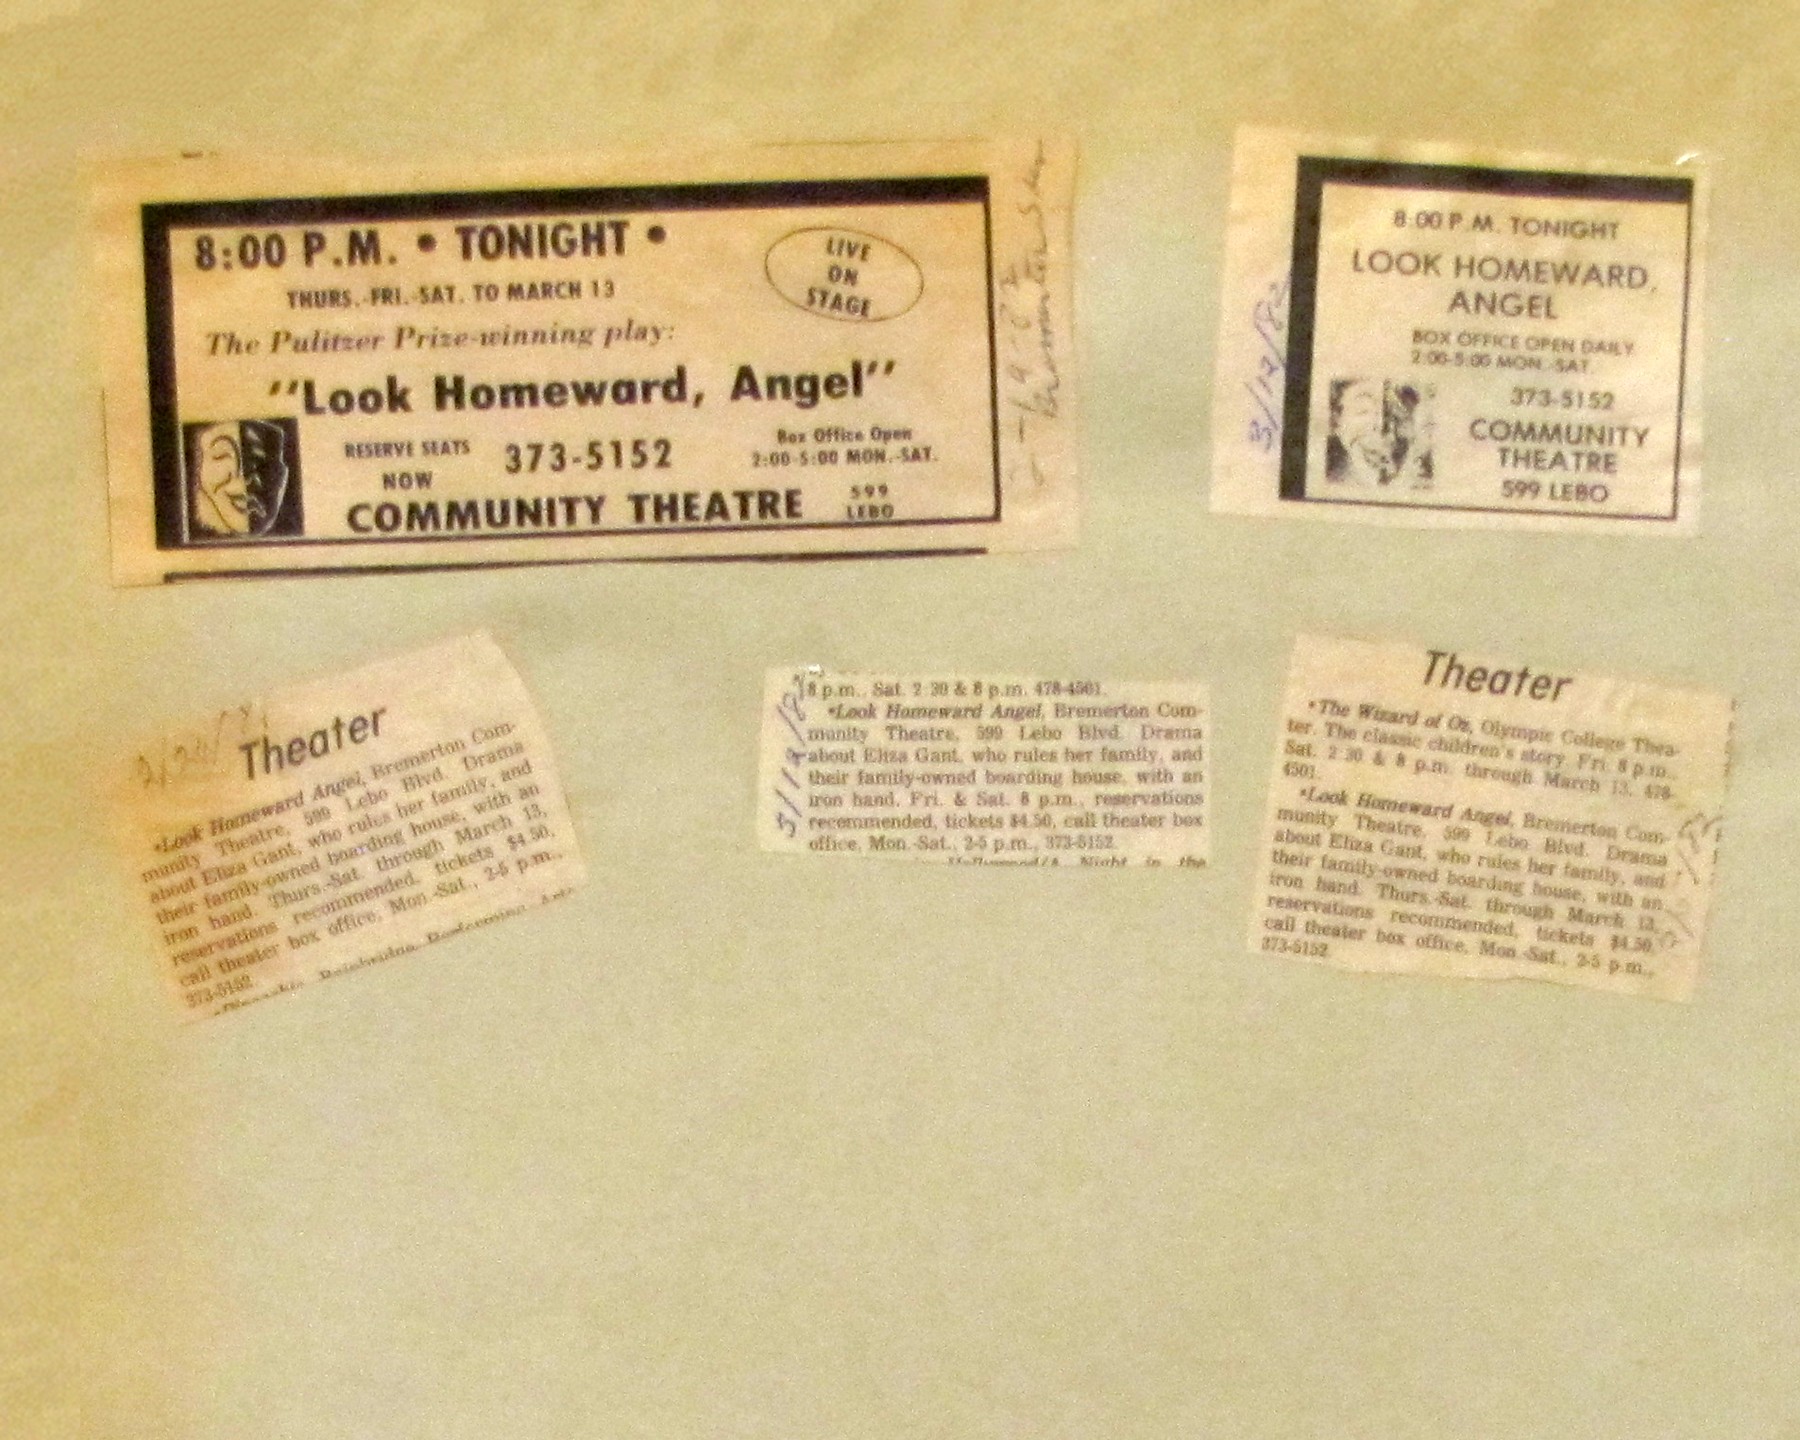 8:00 P.M. • TONIGHT •
THURS.-FRI.-SAT. TO MARCH 13
LIVE
ON
STAGE
The Pulitzer Prize-winning play:
"Look Homeward, Angel"
RESERVE SEATS
NOW
373-5152
Box Office Open
2:00-5:00 MON.-SAT.
COMMUNITY THEATRE
599
LEBO
8:00 P.M. TONIGHT
LOOK HOMEWARD,
ANGEL
BOX OFFICE OPEN DAILY
2:00-5:00 MON.-SAT.
373-5152
COMMUNITY
THEATRE
599 LEBO
3/12/82
Theater
•Look Homeward Angel, Bremerton Com-
munity Theatre, 599 Lebo Blvd. Drama
about Eliza Gant, who rules her family, and
their family-owned boarding house, with an
iron hand. Thurs.-Sat. through March 13,
reservations recommended, tickets $4.50,
call theater box office, Mon.-Sat., 2-5 p.m.,
373-5152.
8 p.m., Sat. 2:30 & 8 p.m. 478-4501.
•Look Homeward Angel, Bremerton Com-
munity Theatre, 599 Lebo Blvd. Drama
about Eliza Gant, who rules her family, and
their family-owned boarding house, with an
iron hand, Fri. & Sat. 8 p.m., reservations
recommended, tickets $4.50, call theater box
office, Mon.-Sat., 2-5 p.m., 373-5152.
Night in the
Theater
•The Wizard of Oz, Olympic College Thea-
ter. The classic children's story. Fri. 8 p.m.,
Sat. 2:30 & 8 p.m. through March 13. 478-
4501.
•Look Homeward Angel, Bremerton Com-
munity Theatre, 599 Lebo Blvd. Drama
about Eliza Gant, who rules her family, and
their family-owned boarding house, with an
iron hand. Thurs.-Sat. through March 13,
reservations recommended, tickets $4.50,
call theater box office, Mon.-Sat., 2-5 p.m.,
373-5152.